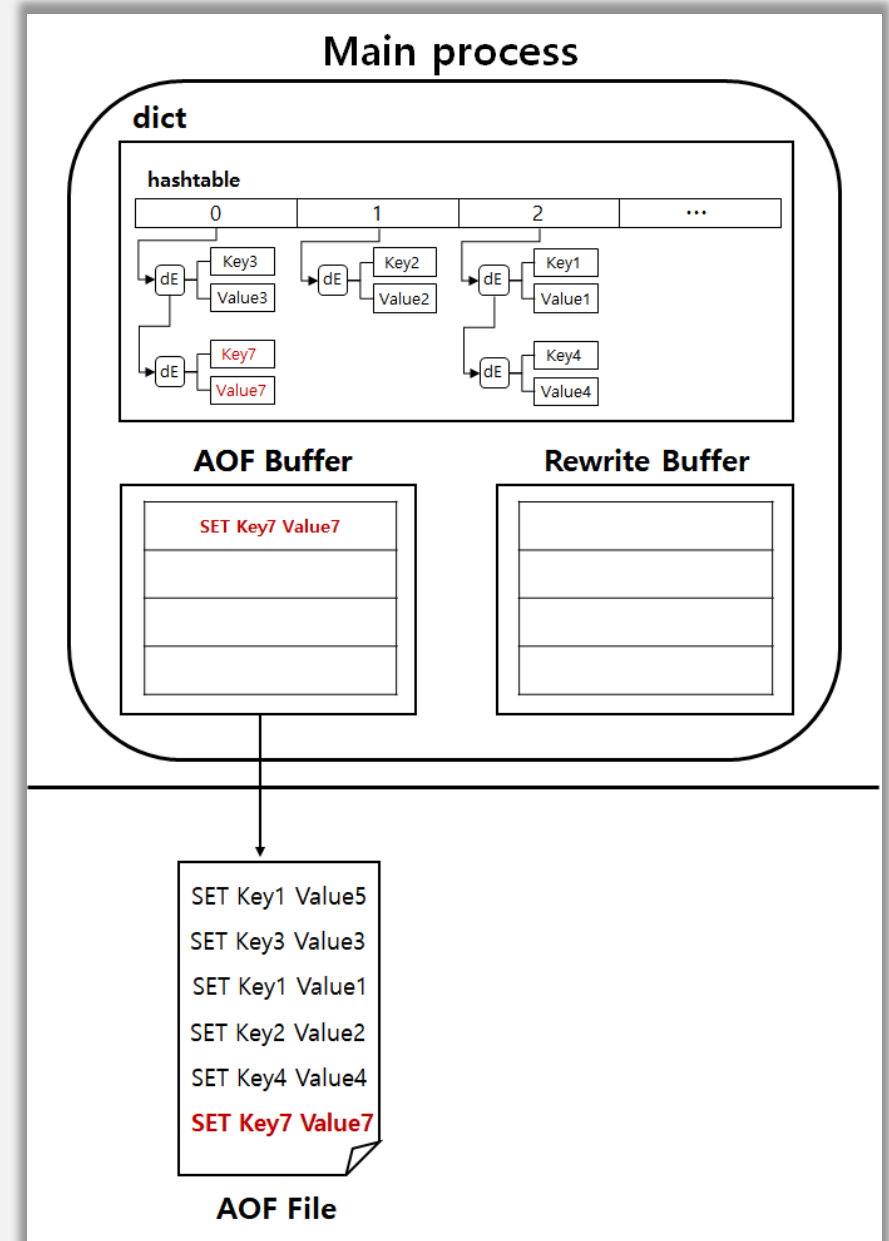 Main process
dict
hashtable
0 1 2 ...
dE Key3 Value3
dE Key2 Value2
dE Key1 Value1
dE Key7 Value7
dE Key4 Value4
AOF Buffer
SET Key7 Value7
Rewrite Buffer
SET Key1 Value5
SET Key3 Value3
SET Key1 Value1
SET Key2 Value2
SET Key4 Value4
SET Key7 Value7
AOF File